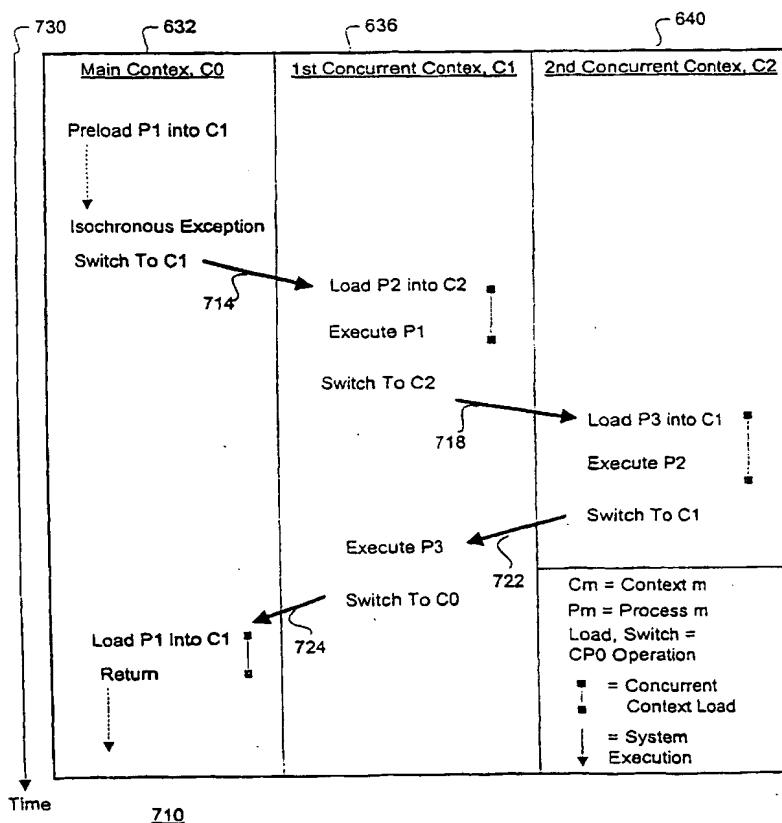 730
632
636
640
Main Contex, C0
1st Concurrent Contex, C1
2nd Concurrent Contex, C2
Preload P1 into C1
Isochronous Exception
Switch To C1
714
Load P2 into C2
Execute P1
Switch To C2
718
Load P3 into C1
Execute P2
Switch To C1
722
Execute P3
Switch To C0
724
Load P1 into C1
Return
Cm = Context m
Pm = Process m
Load, Switch =
CP0 Operation
= Concurrent
Context Load
= System
Execution
Time
710